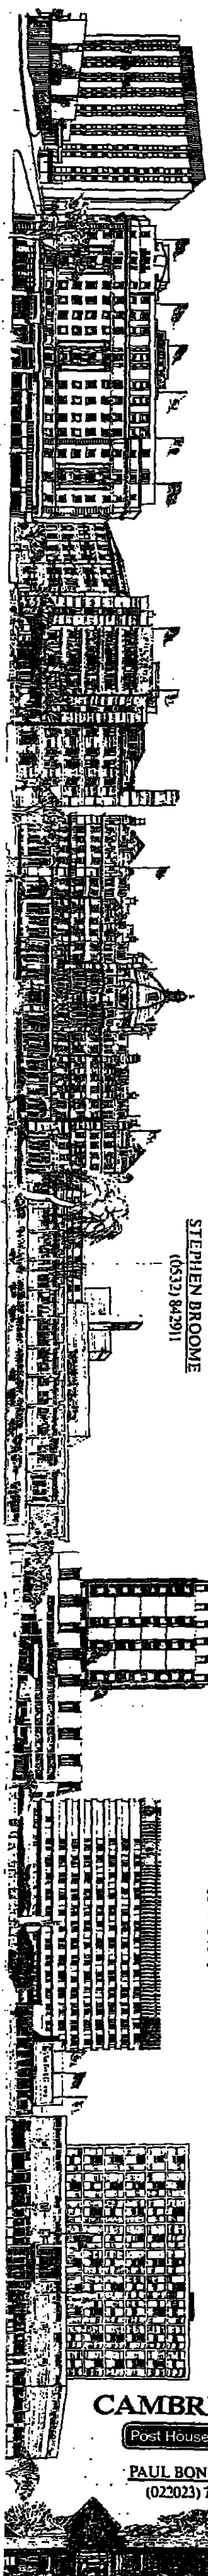 STEPHEN BROOME
(0532) 842911
CAMBR
Post House
PAUL BON
(022023) 7